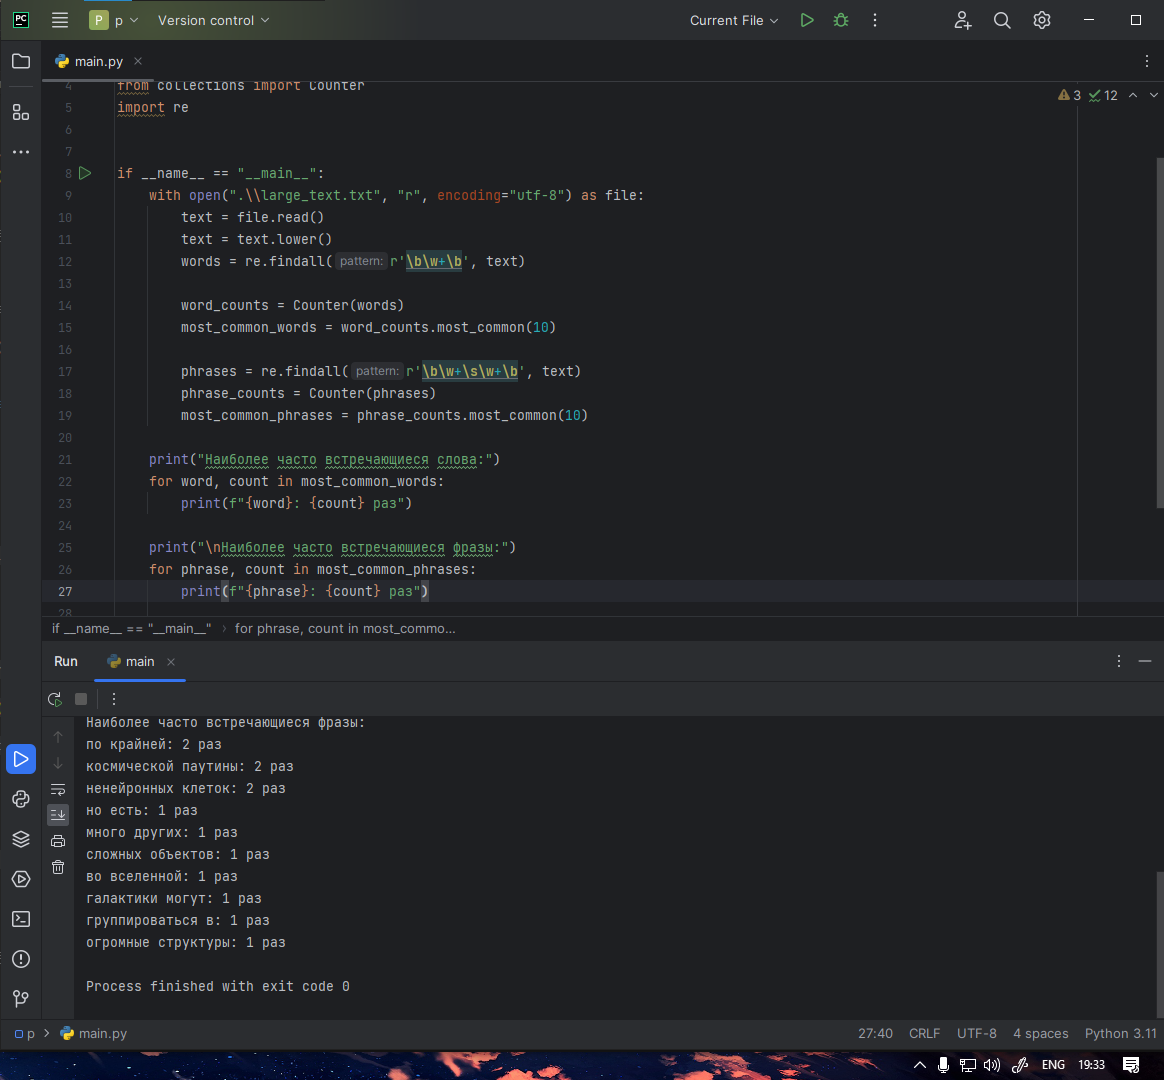 PC P p Version control Current File
main.py
4 from collections import Counter
3 12
5 import re
6
7
8 if __name__ == "__main__":
9 with open(".\\large_text.txt", "r", encoding="utf-8") as file:
10 text = file.read()
11 text = text.lower()
12 words = re.findall( pattern: r'\b\w+\b', text)
13
14 word_counts = Counter(words)
15 most_common_words = word_counts.most_common(10)
16
17 phrases = re.findall( pattern: r'\b\w+\s\w+\b', text)
18 phrase_counts = Counter(phrases)
19 most_common_phrases = phrase_counts.most_common(10)
20
21 print("Наиболее часто встречающиеся слова:")
22 for word, count in most_common_words:
23 print(f"{word}: {count} раз")
24
25 print("\nНаиболее часто встречающиеся фразы:")
26 for phrase, count in most_common_phrases:
27 print(f"{phrase}: {count} раз")
28
if __name__ == "__main__" › for phrase, count in most_commo...
Run main
Наиболее часто встречающиеся фразы:
по крайней: 2 раз
космической паутины: 2 раз
ненейронных клеток: 2 раз
но есть: 1 раз
много других: 1 раз
сложных объектов: 1 раз
во вселенной: 1 раз
галактики могут: 1 раз
группироваться в: 1 раз
огромные структуры: 1 раз
Process finished with exit code 0
p › main.py 27:40 CRLF UTF-8 4 spaces Python 3.11
ENG 19:33